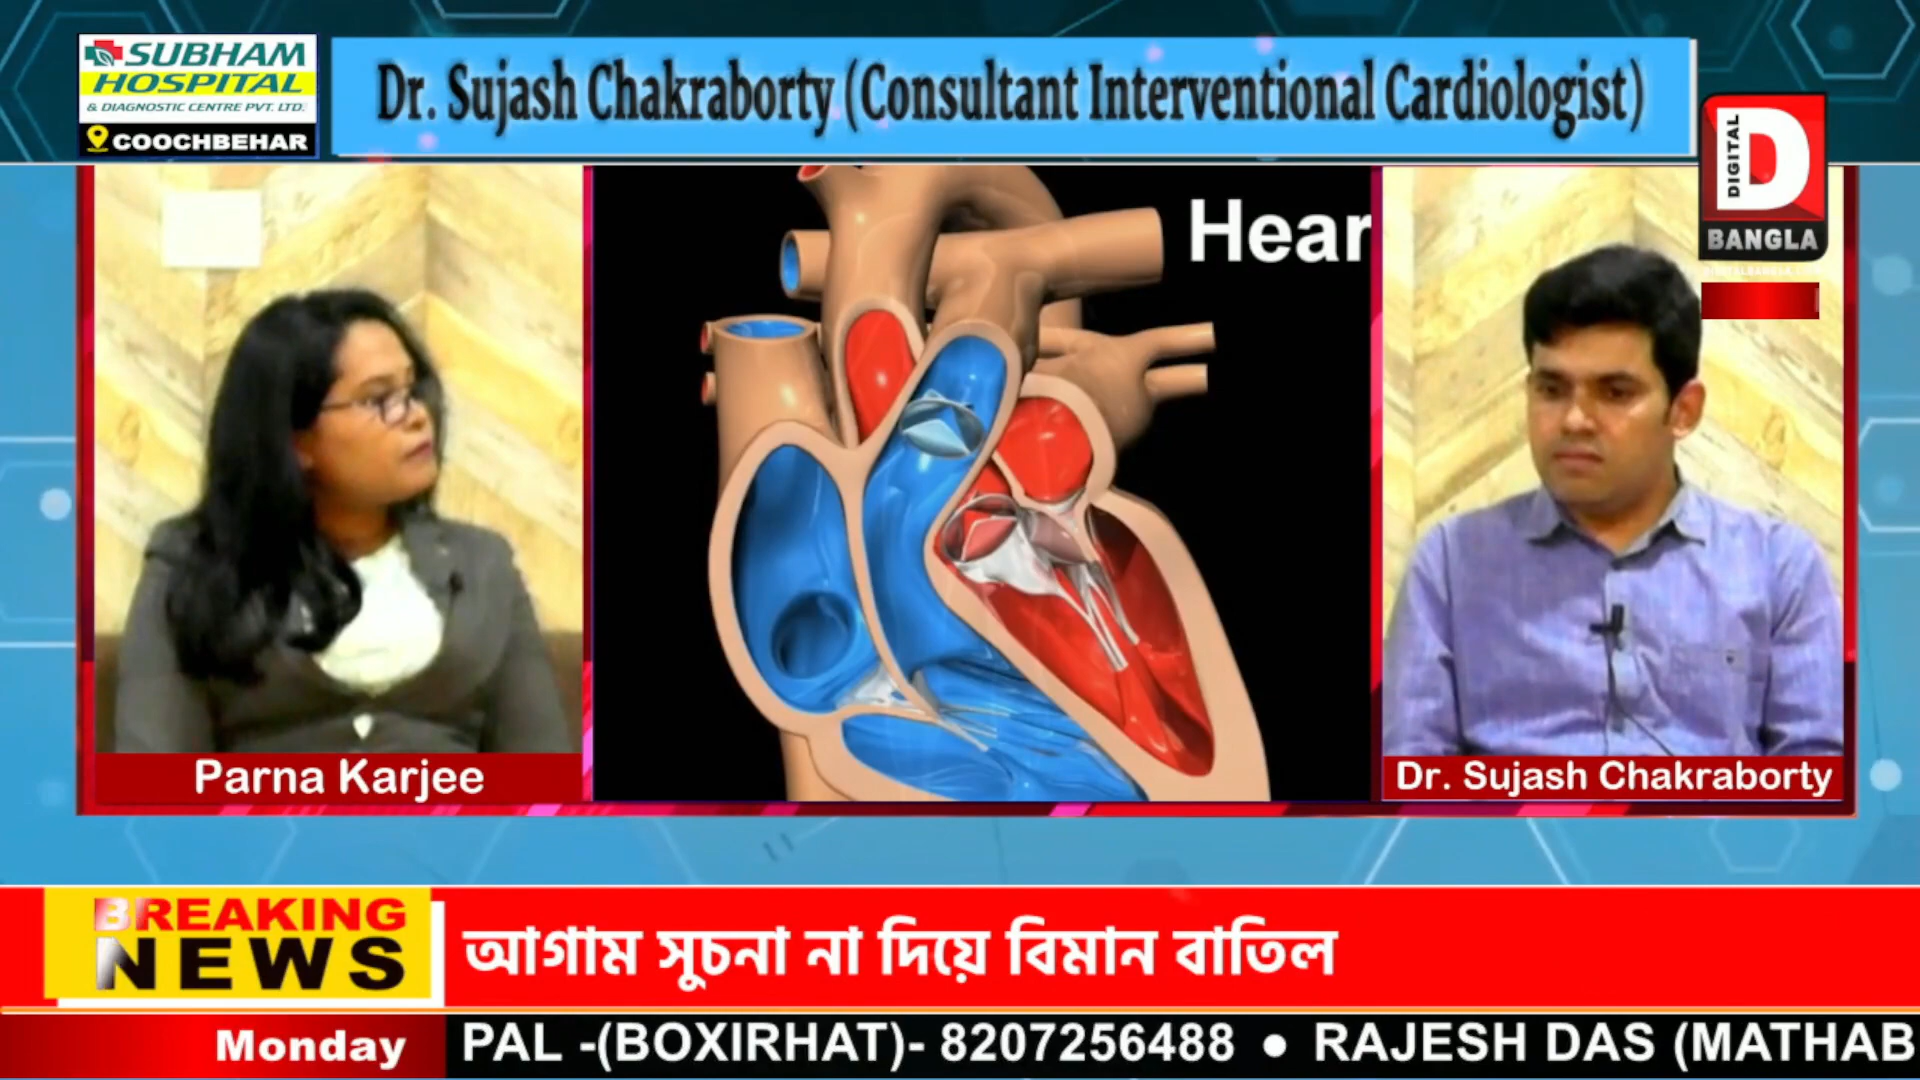 SUBHAM
HOSPITAL
& DIAGNOSTIC CENTRE PVT. LTD.
COOCHBEHAR
Dr. Sujash Chakraborty (Consultant Interventional Cardiologist)
DIGITAL
D
BANGLA
Hear
Parna Karjee
Dr. Sujash Chakraborty
BREAKING
NEWS
আগাম সুচনা না দিয়ে বিমান বাতিল
Monday
PAL -(BOXIRHAT)- 8207256488 ● RAJESH DAS (MATHAB